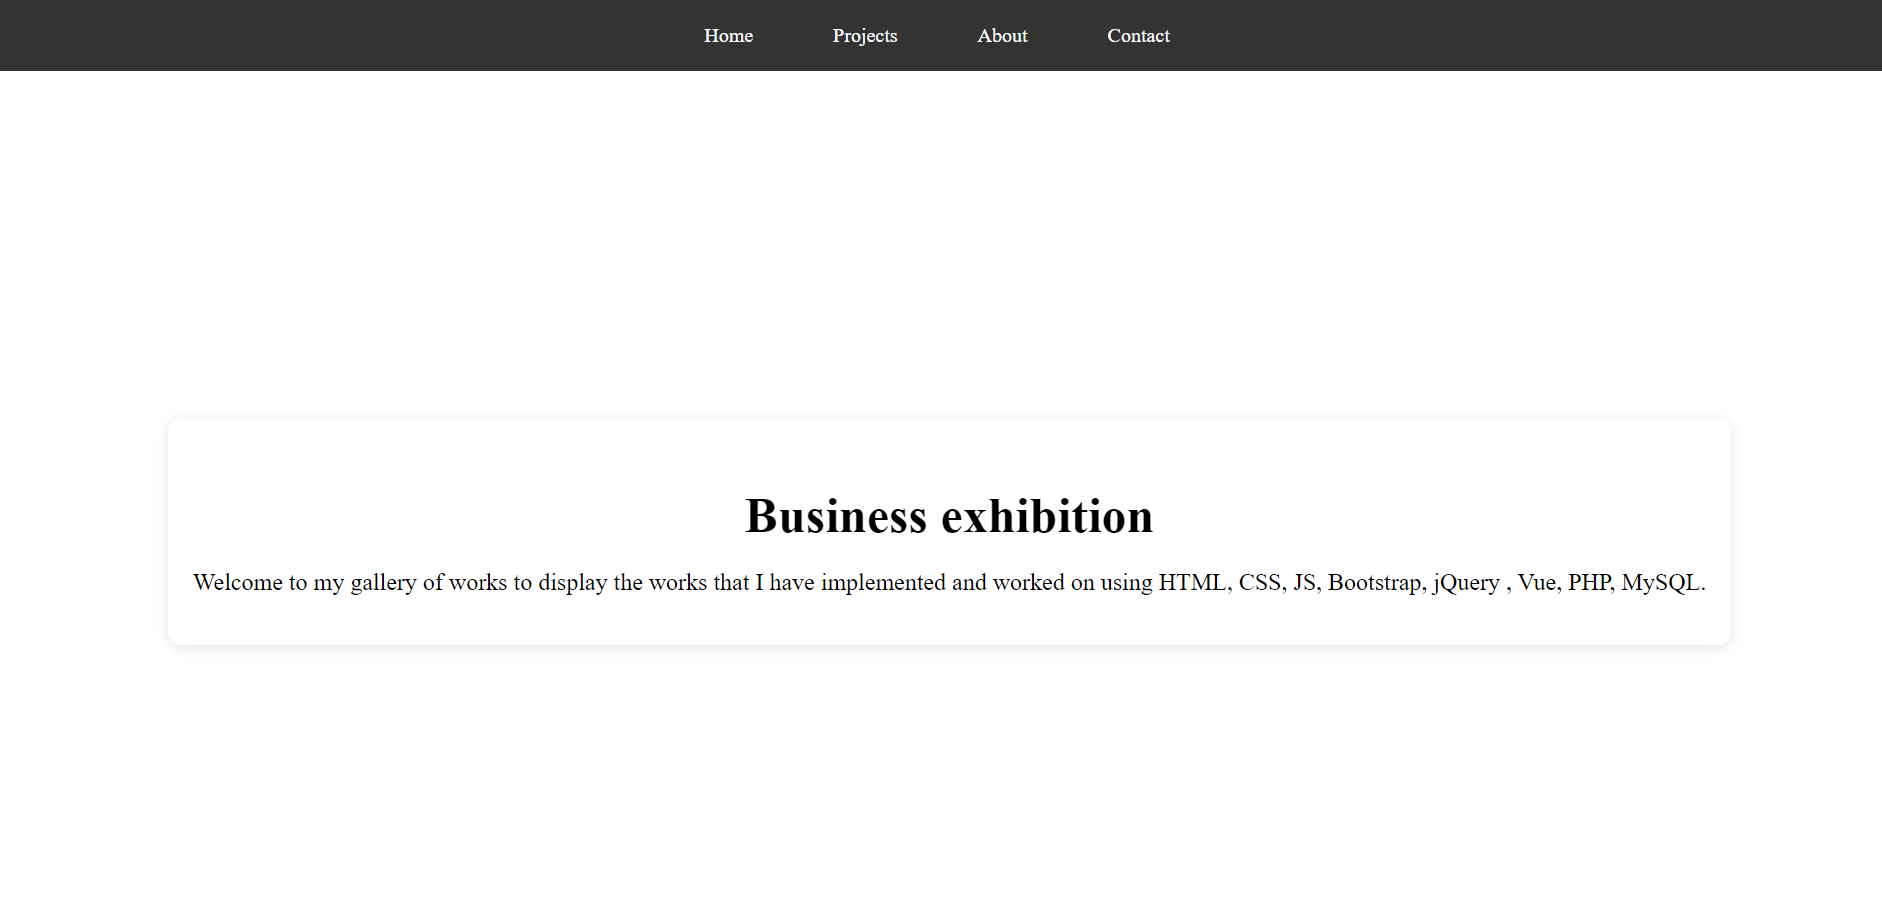 Home Projects About Contact
Business exhibition
Welcome to my gallery of works to display the works that I have implemented and worked on using HTML, CSS, JS, Bootstrap, jQuery , Vue, PHP, MySQL.